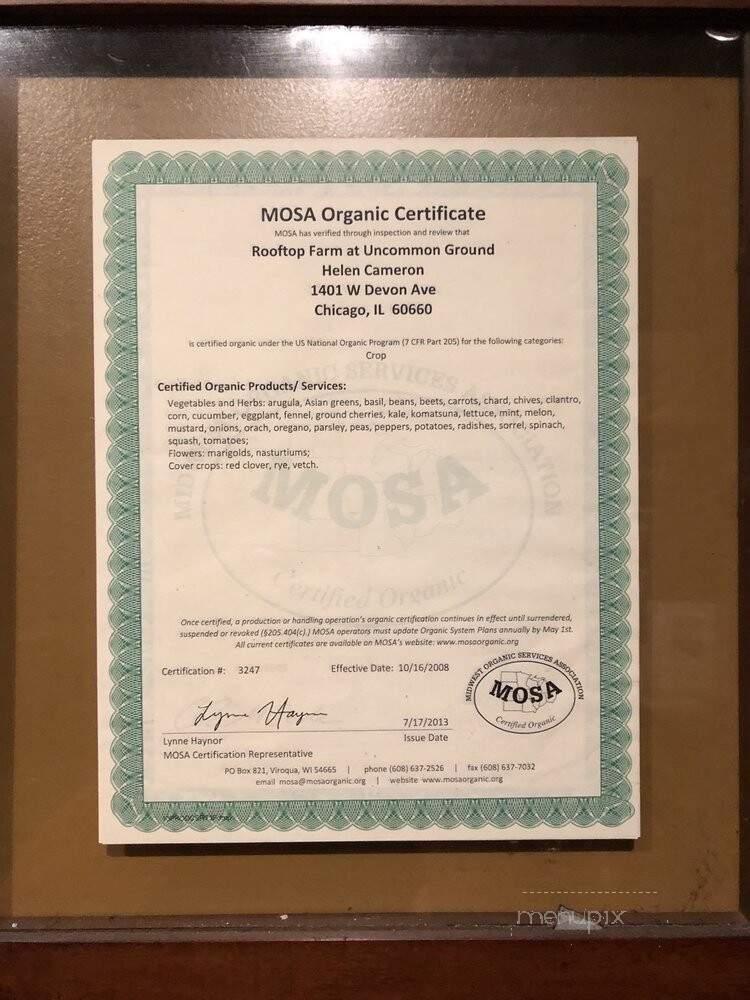 MOSA Organic Certificate
MOSA has verified through inspection and review that
Rooftop Farm at Uncommon Ground
Helen Cameron
1401 W Devon Ave
Chicago, IL 60660
is certified organic under the US National Organic Program (7 CFR Part 205) for the following categories:
Crop
Certified Organic Products/ Services:
Vegetables and Herbs: arugula, Asian greens, basil, beans, beets, carrots, chard, chives, cilantro,
corn, cucumber, eggplant, fennel, ground cherries, kale, komatsuna, lettuce, mint, melon,
mustard, onions, orach, oregano, parsley, peas, peppers, potatoes, radishes, sorrel, spinach,
squash, tomatoes;
Flowers: marigolds, nasturtiums;
Cover crops: red clover, rye, vetch.
MOSA
Certified Organic
Once certified, a production or handling operation's organic certification continues in effect until surrendered,
suspended or revoked (§205.404(c).) MOSA operators must update Organic System Plans annually by May 1st.
All current certificates are available on MOSA's website: www.mosaorganic.org
Certification #: 3247 Effective Date: 10/16/2008
MIDWEST ORGANIC SERVICES ASSOCIATION
MOSA
Certified Organic
Lynne Haynor
7/17/2013
Lynne Haynor Issue Date
MOSA Certification Representative
PO Box 821, Viroqua, WI 54665 | phone (608) 637-2526 | fax (608) 637-7032
email mosa@mosaorganic.org | website www.mosaorganic.org
menupix